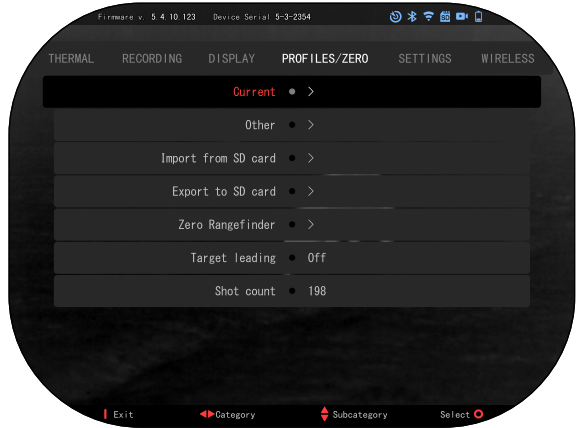 Firmware v. 5.4.10.123 Device Serial 5-3-2354 SD
THERMAL RECORDING DISPLAY PROFILES/ZERO SETTINGS WIRELESS
Current >
Other >
Import from SD card >
Export to SD card >
Zero Rangefinder >
Target leading Off
Shot count 198
Exit Category Subcategory Select